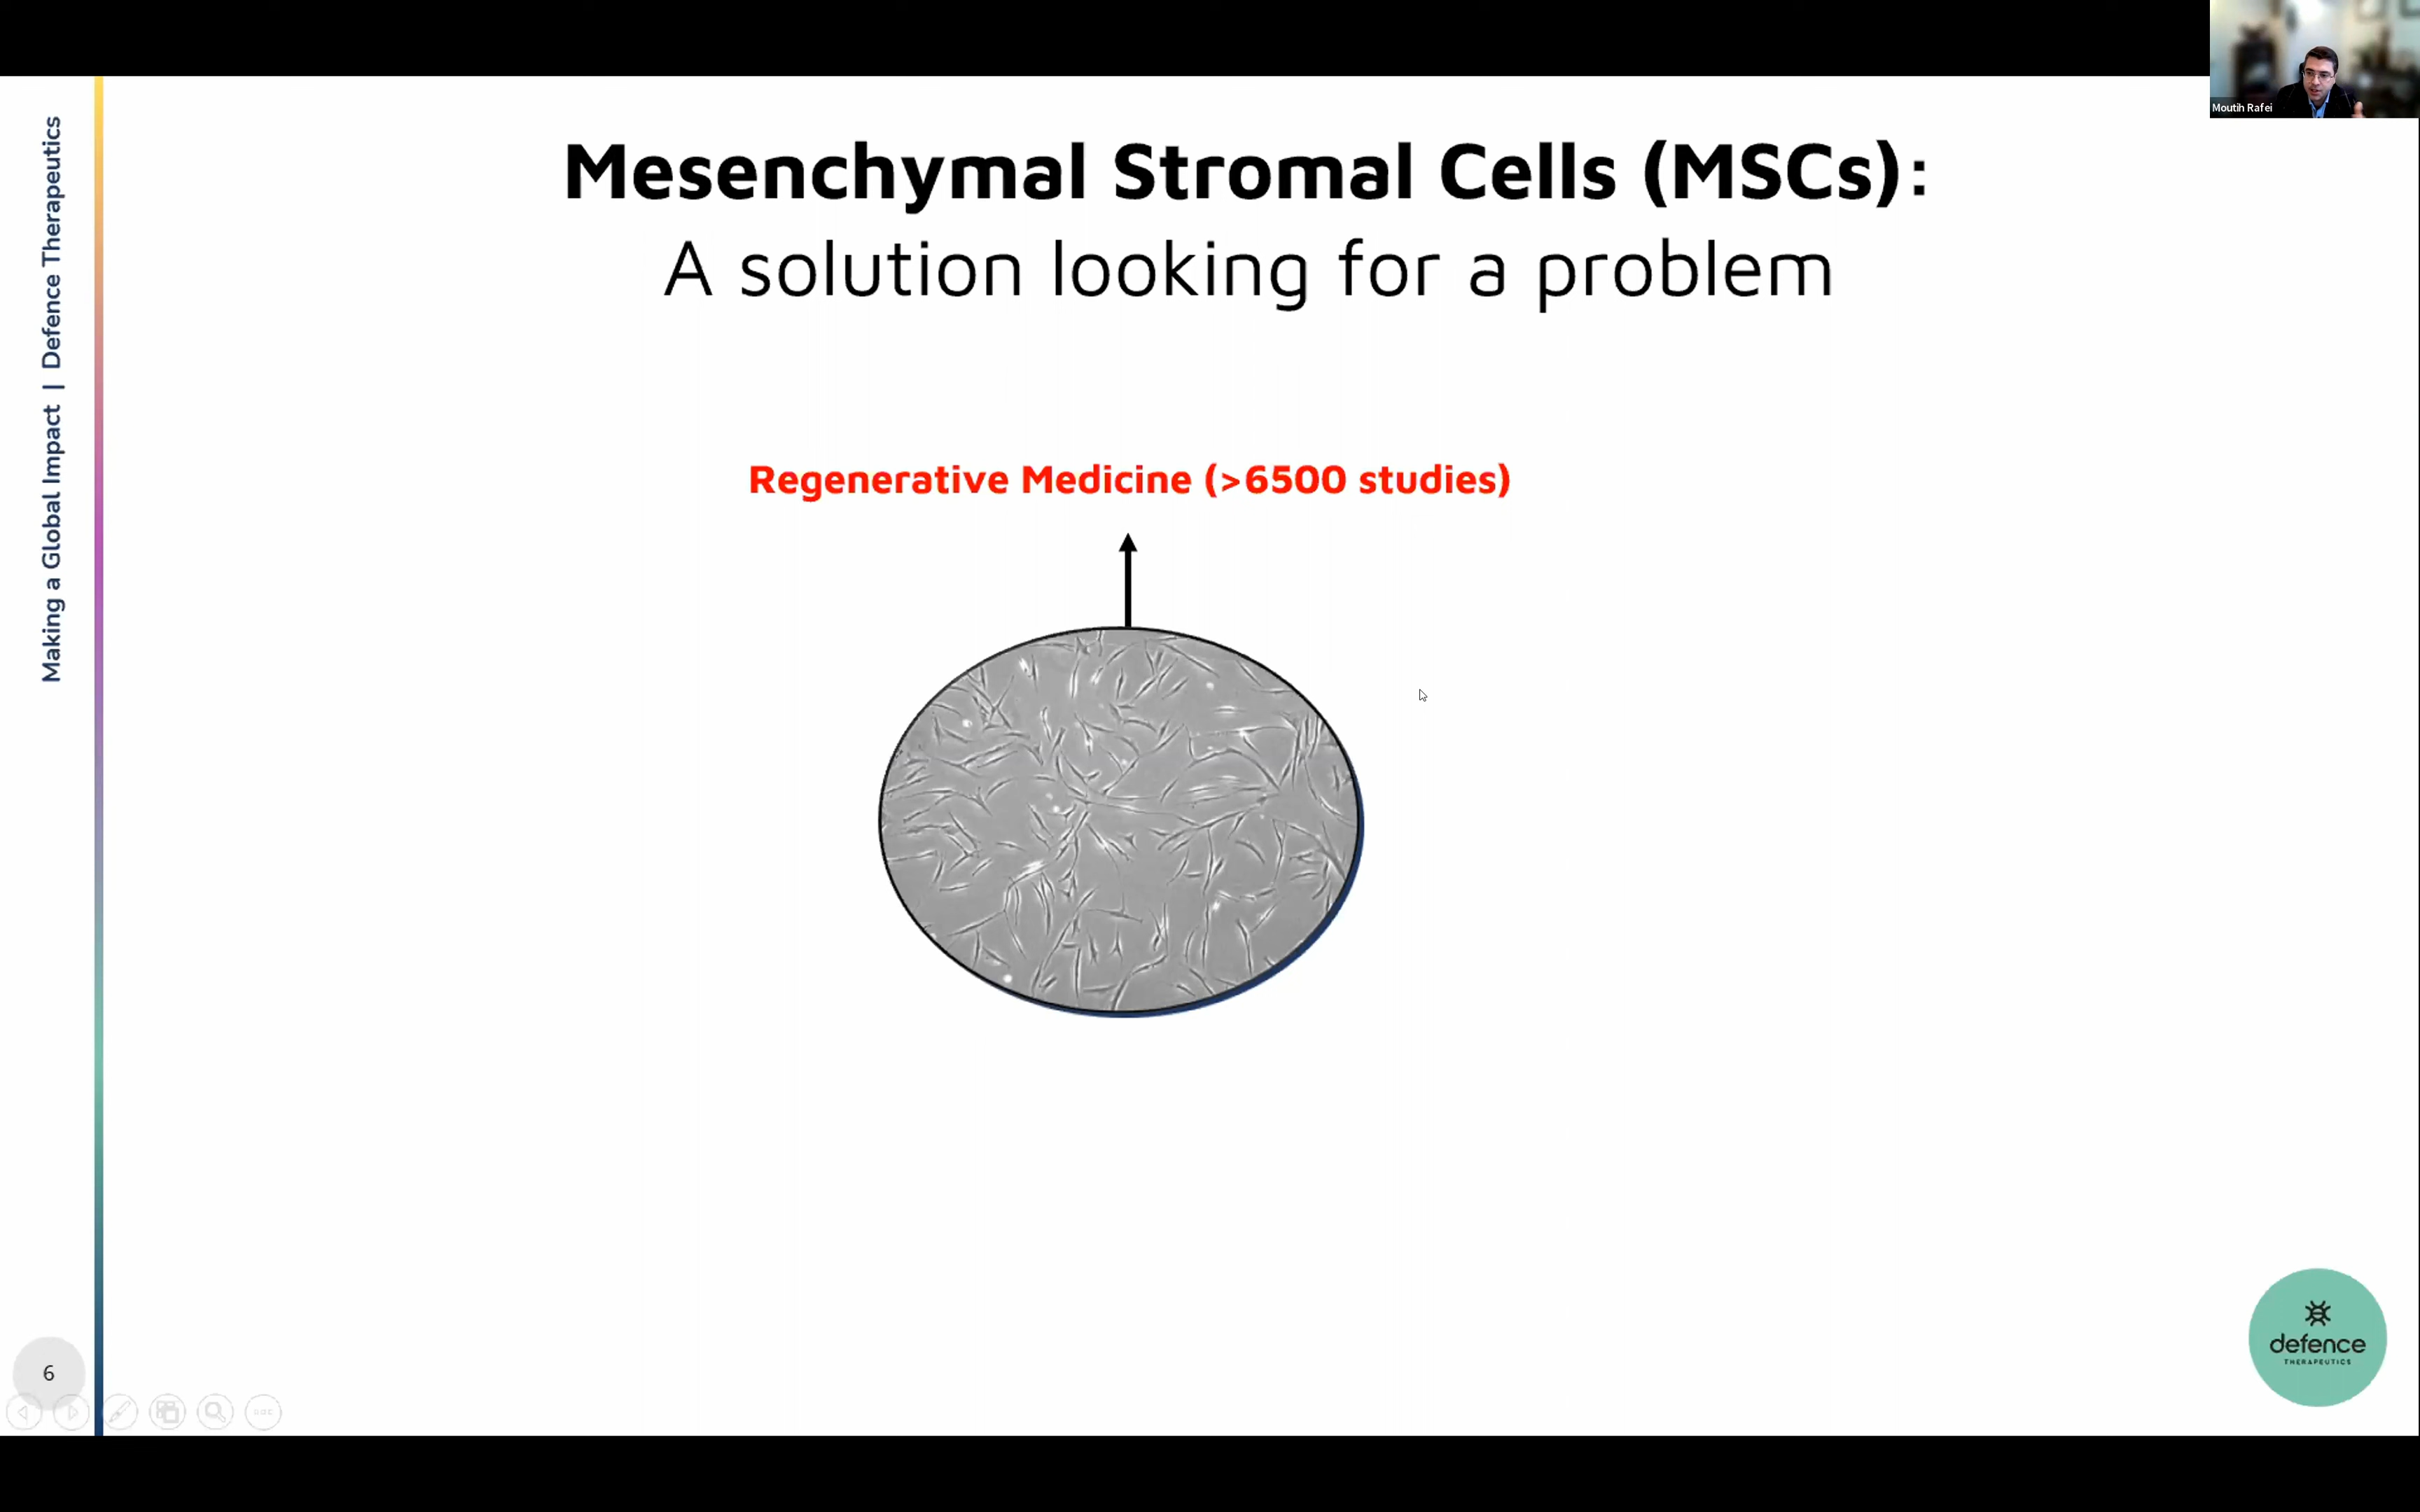 Moutih Rafei
Making a Global Impact | Defence Therapeutics
Mesenchymal Stromal Cells (MSCs):
A solution looking for a problem
Regenerative Medicine (>6500 studies)
6
defence
THERAPEUTICS